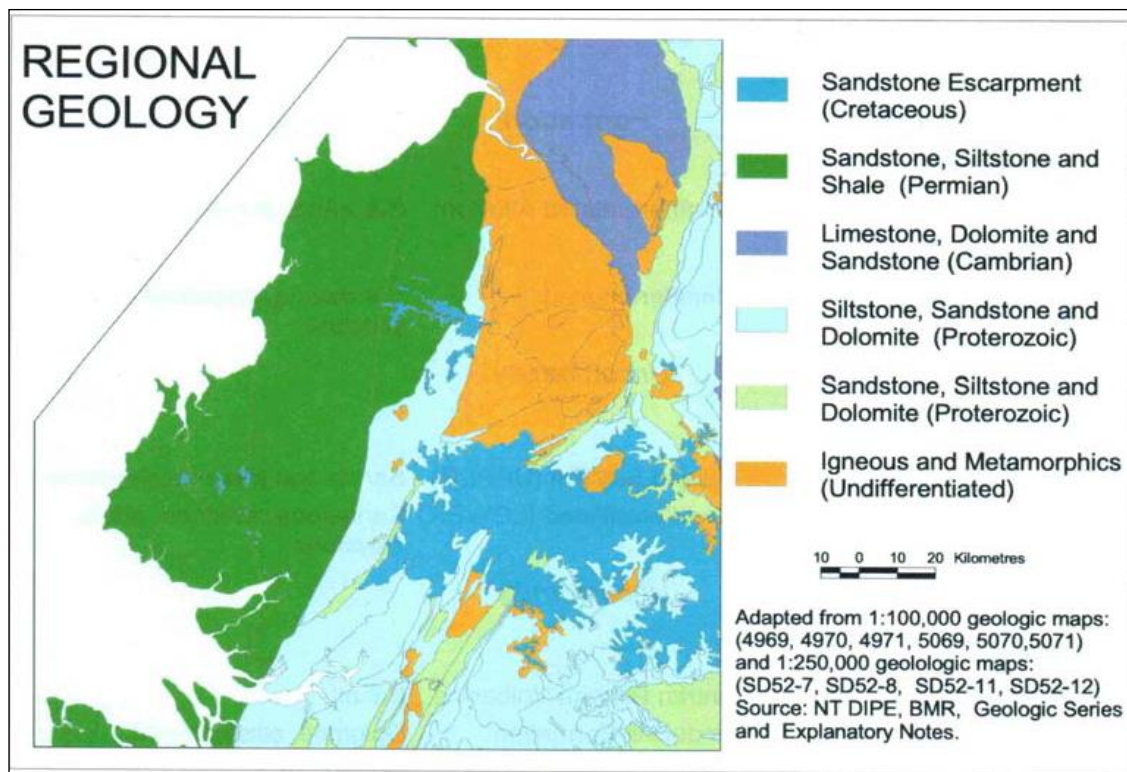 REGIONAL
GEOLOGY
Sandstone Escarpment
(Cretaceous)
Sandstone, Siltstone and
Shale (Permian)
Limestone, Dolomite and
Sandstone (Cambrian)
Siltstone, Sandstone and
Dolomite (Proterozoic)
Sandstone, Siltstone and
Dolomite (Proterozoic)
Igneous and Metamorphics
(Undifferentiated)
10 0 10 20 Kilometres
Adapted from 1:100,000 geologic maps:
(4969, 4970, 4971, 5069, 5070,5071)
and 1:250,000 geolologic maps:
(SD52-7, SD52-8, SD52-11, SD52-12)
Source: NT DIPE, BMR, Geologic Series
and Explanatory Notes.